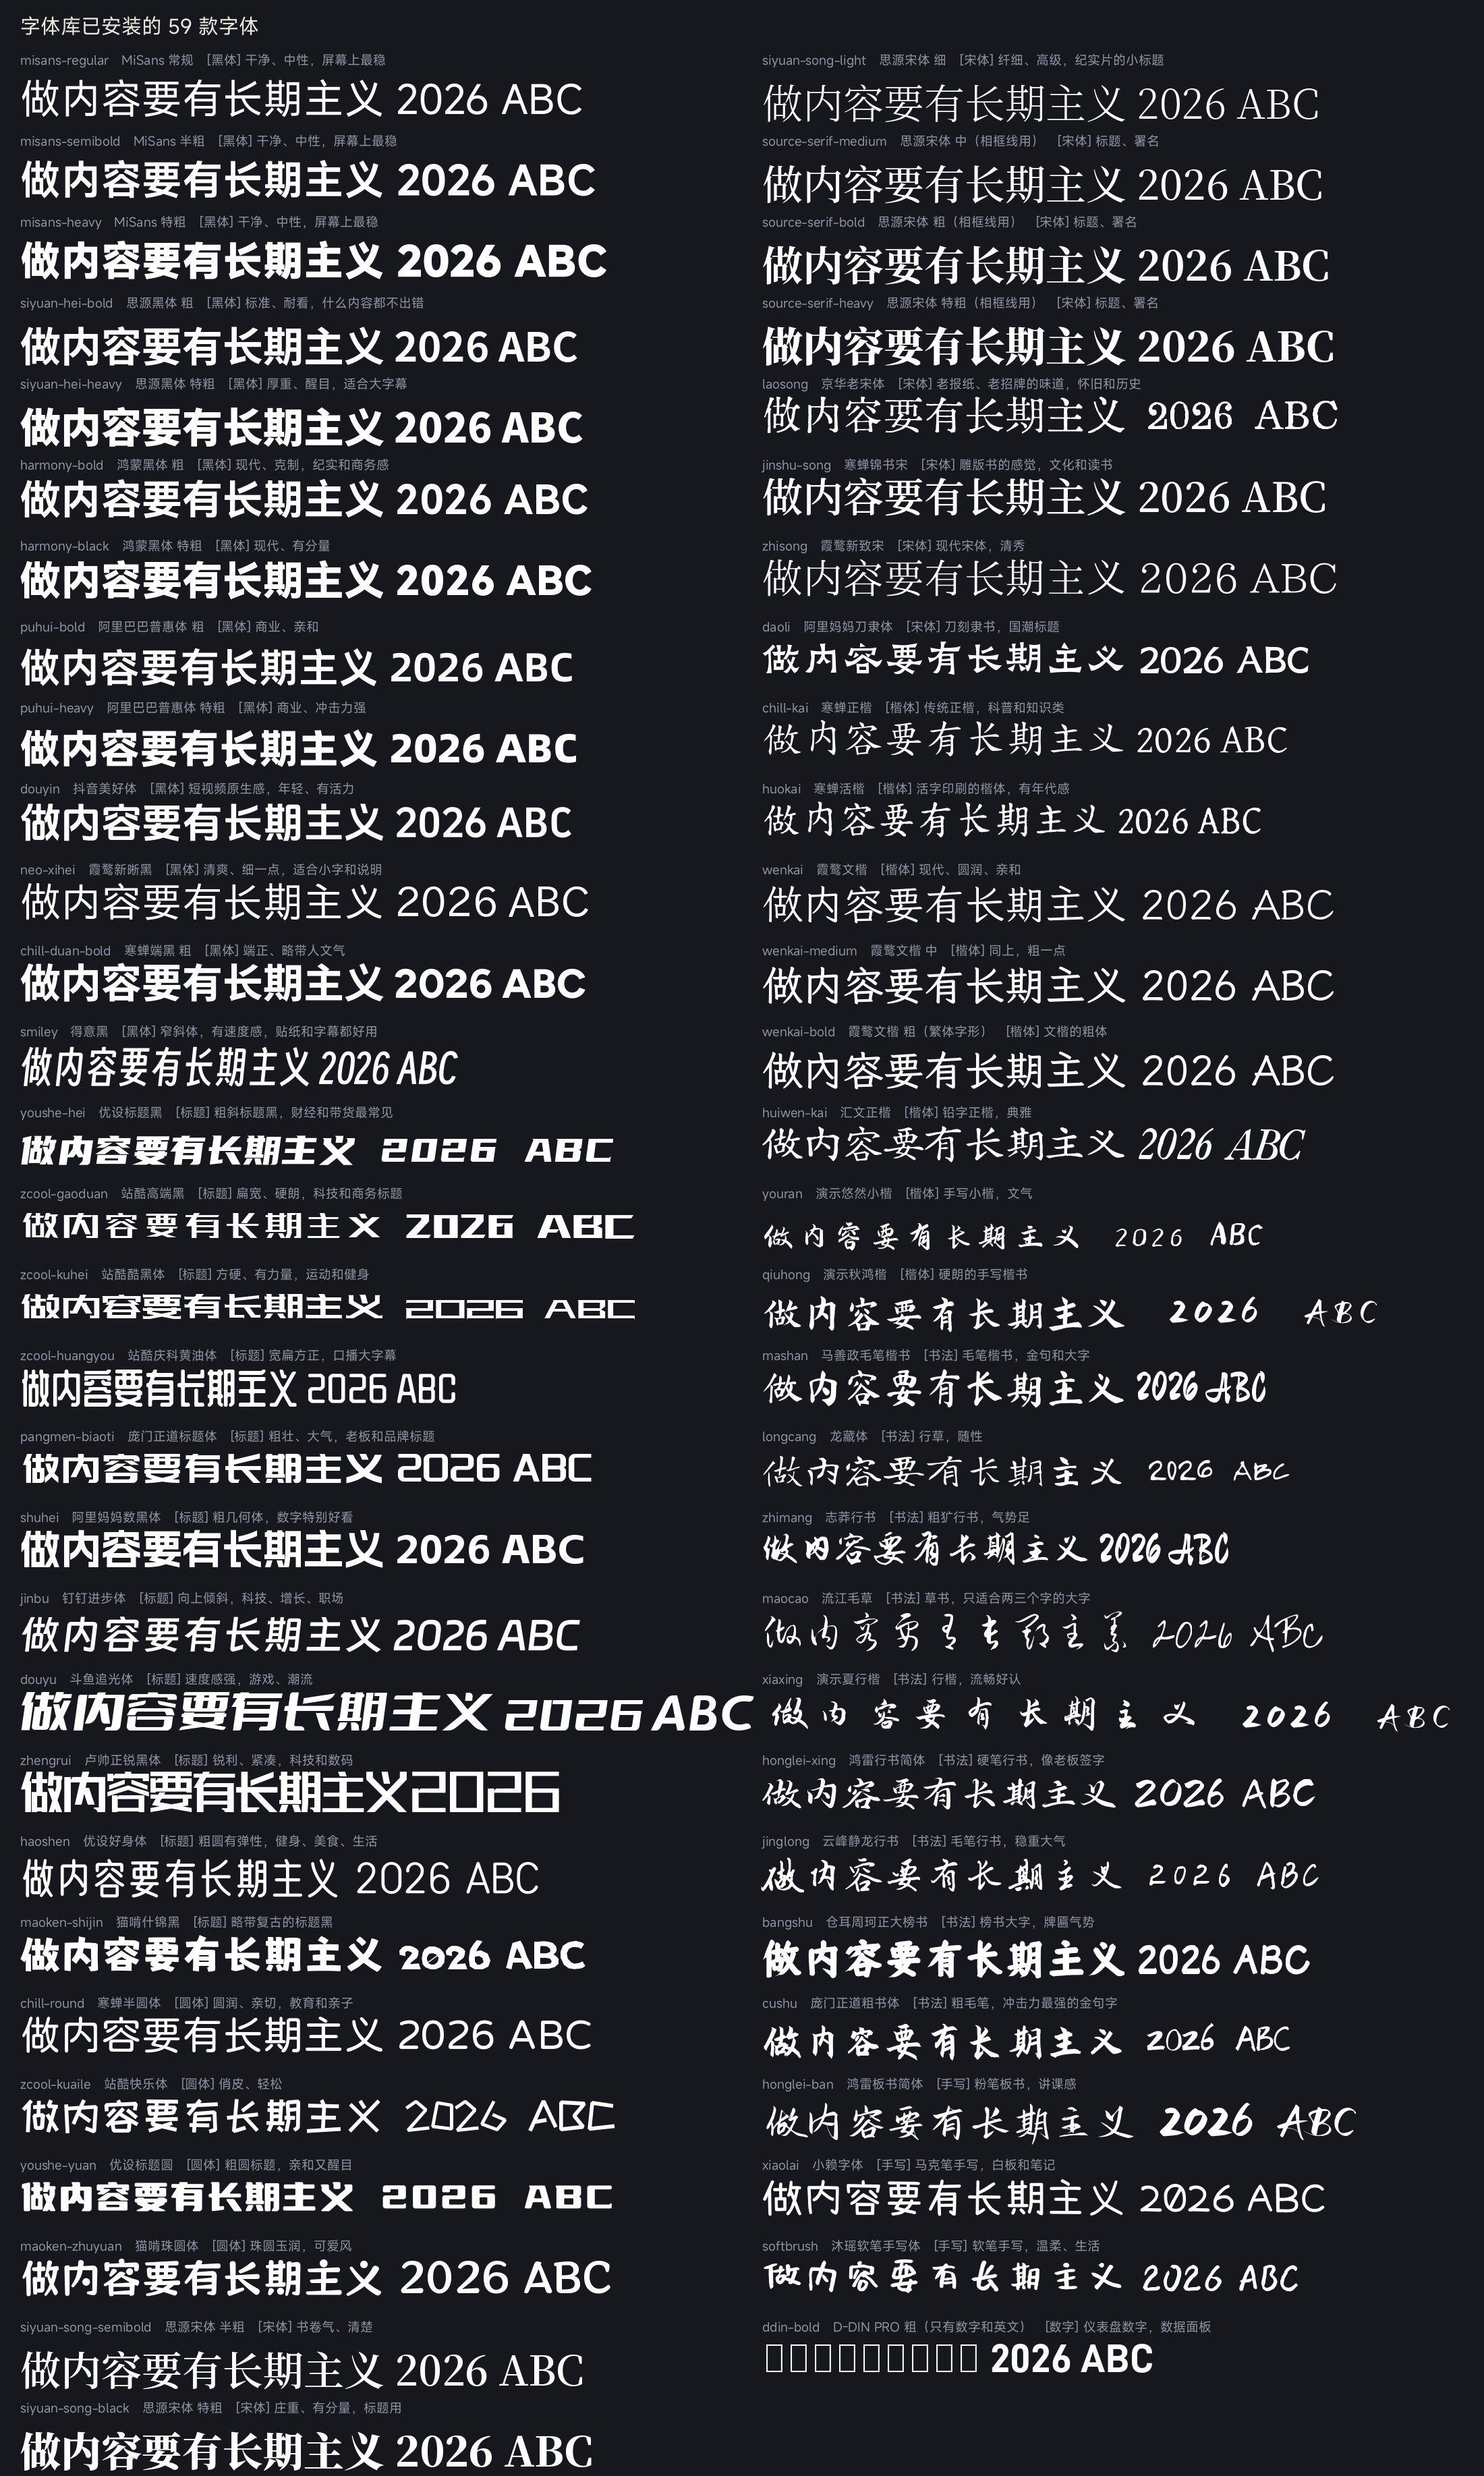 字体库已安装的 59 款字体
misans-regular MiSans 常规 [黑体] 干净、中性，屏幕上最稳
做内容要有长期主义 2026 ABC
misans-semibold MiSans 半粗 [黑体] 干净、中性，屏幕上最稳
做内容要有长期主义 2026 ABC
misans-heavy MiSans 特粗 [黑体] 干净、中性，屏幕上最稳
做内容要有长期主义 2026 ABC
siyuan-hei-bold 思源黑体 粗 [黑体] 标准、耐看，什么内容都不出错
做内容要有长期主义 2026 ABC
siyuan-hei-heavy 思源黑体 特粗 [黑体] 厚重、醒目，适合大字幕
做内容要有长期主义 2026 ABC
harmony-bold 鸿蒙黑体 粗 [黑体] 现代、克制，纪实和商务感
做内容要有长期主义 2026 ABC
harmony-black 鸿蒙黑体 特粗 [黑体] 现代、有分量
做内容要有长期主义 2026 ABC
puhui-bold 阿里巴巴普惠体 粗 [黑体] 商业、亲和
做内容要有长期主义 2026 ABC
puhui-heavy 阿里巴巴普惠体 特粗 [黑体] 商业、冲击力强
做内容要有长期主义 2026 ABC
douyin 抖音美好体 [黑体] 短视频原生感，年轻、有活力
做内容要有长期主义 2026 ABC
neo-xihei 霞鹜新晰黑 [黑体] 清爽、细一点，适合小字和说明
做内容要有长期主义 2026 ABC
chill-duan-bold 寒蝉端黑 粗 [黑体] 端正、略带人文气
做内容要有长期主义 2026 ABC
smiley 得意黑 [黑体] 窄斜体，有速度感，贴纸和字幕都好用
做内容要有长期主义 2026 ABC
youshe-hei 优设标题黑 [标题] 粗斜标题黑，财经和带货最常见
做内容要有长期主义 2026 ABC
zcool-gaoduan 站酷高端黑 [标题] 扁宽、硬朗，科技和商务标题
做内容要有长期主义 2026 ABC
zcool-kuhei 站酷酷黑体 [标题] 方硬、有力量，运动和健身
做内容要有长期主义 2026 ABC
zcool-huangyou 站酷庆科黄油体 [标题] 宽扁方正，口播大字幕
做内容要有长期主义 2026 ABC
pangmen-biaoti 庞门正道标题体 [标题] 粗壮、大气，老板和品牌标题
做内容要有长期主义 2026 ABC
shuhei 阿里妈妈数黑体 [标题] 粗几何体，数字特别好看
做内容要有长期主义 2026 ABC
jinbu 钉钉进步体 [标题] 向上倾斜，科技、增长、职场
做内容要有长期主义 2026 ABC
douyu 斗鱼追光体 [标题] 速度感强，游戏、潮流
做内容要有长期主义 2026 ABC
zhengrui 卢帅正锐黑体 [标题] 锐利、紧凑，科技和数码
做内容要有长期主义2026
haoshen 优设好身体 [标题] 粗圆有弹性，健身、美食、生活
做内容要有长期主义 2026 ABC
maoken-shijin 猫啃什锦黑 [标题] 略带复古的标题黑
做内容要有长期主义 2026 ABC
chill-round 寒蝉半圆体 [圆体] 圆润、亲切，教育和亲子
做内容要有长期主义 2026 ABC
zcool-kuaile 站酷快乐体 [圆体] 俏皮、轻松
做内容要有长期主义 2026 ABC
youshe-yuan 优设标题圆 [圆体] 粗圆标题，亲和又醒目
做内容要有长期主义 2026 ABC
maoken-zhuyuan 猫啃珠圆体 [圆体] 珠圆玉润，可爱风
做内容要有长期主义 2026 ABC
siyuan-song-semibold 思源宋体 半粗 [宋体] 书卷气、清楚
做内容要有长期主义 2026 ABC
siyuan-song-black 思源宋体 特粗 [宋体] 庄重、有分量，标题用
做内容要有长期主义 2026 ABC
siyuan-song-light 思源宋体 细 [宋体] 纤细、高级，纪实片的小标题
做内容要有长期主义 2026 ABC
source-serif-medium 思源宋体 中（相框线用） [宋体] 标题、署名
做内容要有长期主义 2026 ABC
source-serif-bold 思源宋体 粗（相框线用） [宋体] 标题、署名
做内容要有长期主义 2026 ABC
source-serif-heavy 思源宋体 特粗（相框线用） [宋体] 标题、署名
做内容要有长期主义 2026 ABC
laosong 京华老宋体 [宋体] 老报纸、老招牌的味道，怀旧和历史
做内容要有长期主义 2026 ABC
jinshu-song 寒蝉锦书宋 [宋体] 雕版书的感觉，文化和读书
做内容要有长期主义 2026 ABC
zhisong 霞鹜新致宋 [宋体] 现代宋体，清秀
做内容要有长期主义 2026 ABC
daoli 阿里妈妈刀隶体 [宋体] 刀刻隶书，国潮标题
做内容要有长期主义 2026 ABC
chill-kai 寒蝉正楷 [楷体] 传统正楷，科普和知识类
做内容要有长期主义 2026 ABC
huokai 寒蝉活楷 [楷体] 活字印刷的楷体，有年代感
做内容要有长期主义 2026 ABC
wenkai 霞鹜文楷 [楷体] 现代、圆润、亲和
做内容要有长期主义 2026 ABC
wenkai-medium 霞鹜文楷 中 [楷体] 同上，粗一点
做内容要有长期主义 2026 ABC
wenkai-bold 霞鹜文楷 粗（繁体字形） [楷体] 文楷的粗体
做内容要有长期主义 2026 ABC
huiwen-kai 汇文正楷 [楷体] 铅字正楷，典雅
做内容要有长期主义 2026 ABC
youran 演示悠然小楷 [楷体] 手写小楷，文气
做内容要有长期主义 2026 ABC
qiuhong 演示秋鸿楷 [楷体] 硬朗的手写楷书
做内容要有长期主义 2026 ABC
mashan 马善政毛笔楷书 [书法] 毛笔楷书，金句和大字
做内容要有长期主义 2026 ABC
longcang 龙藏体 [书法] 行草，随性
做内容要有长期主义 2026 ABC
zhimang 志莽行书 [书法] 粗犷行书，气势足
做内容要有长期主义 2026 ABC
maocao 流江毛草 [书法] 草书，只适合两三个字的大字
做内容要有长期主义 2026 ABC
xiaxing 演示夏行楷 [书法] 行楷，流畅好认
做内容要有长期主义 2026 ABC
honglei-xing 鸿雷行书简体 [书法] 硬笔行书，像老板签字
做内容要有长期主义 2026 ABC
jinglong 云峰静龙行书 [书法] 毛笔行书，稳重大气
做内容要有长期主义 2026 ABC
bangshu 仓耳周珂正大榜书 [书法] 榜书大字，牌匾气势
做内容要有长期主义 2026 ABC
cushu 庞门正道粗书体 [书法] 粗毛笔，冲击力最强的金句字
做内容要有长期主义 2026 ABC
honglei-ban 鸿雷板书简体 [手写] 粉笔板书，讲课感
做内容要有长期主义 2026 ABC
xiaolai 小赖字体 [手写] 马克笔手写，白板和笔记
做内容要有长期主义 2026 ABC
softbrush 沐瑶软笔手写体 [手写] 软笔手写，温柔、生活
做内容要有长期主义 2026 ABC
ddin-bold D-DIN PRO 粗（只有数字和英文） [数字] 仪表盘数字，数据面板
2026 ABC